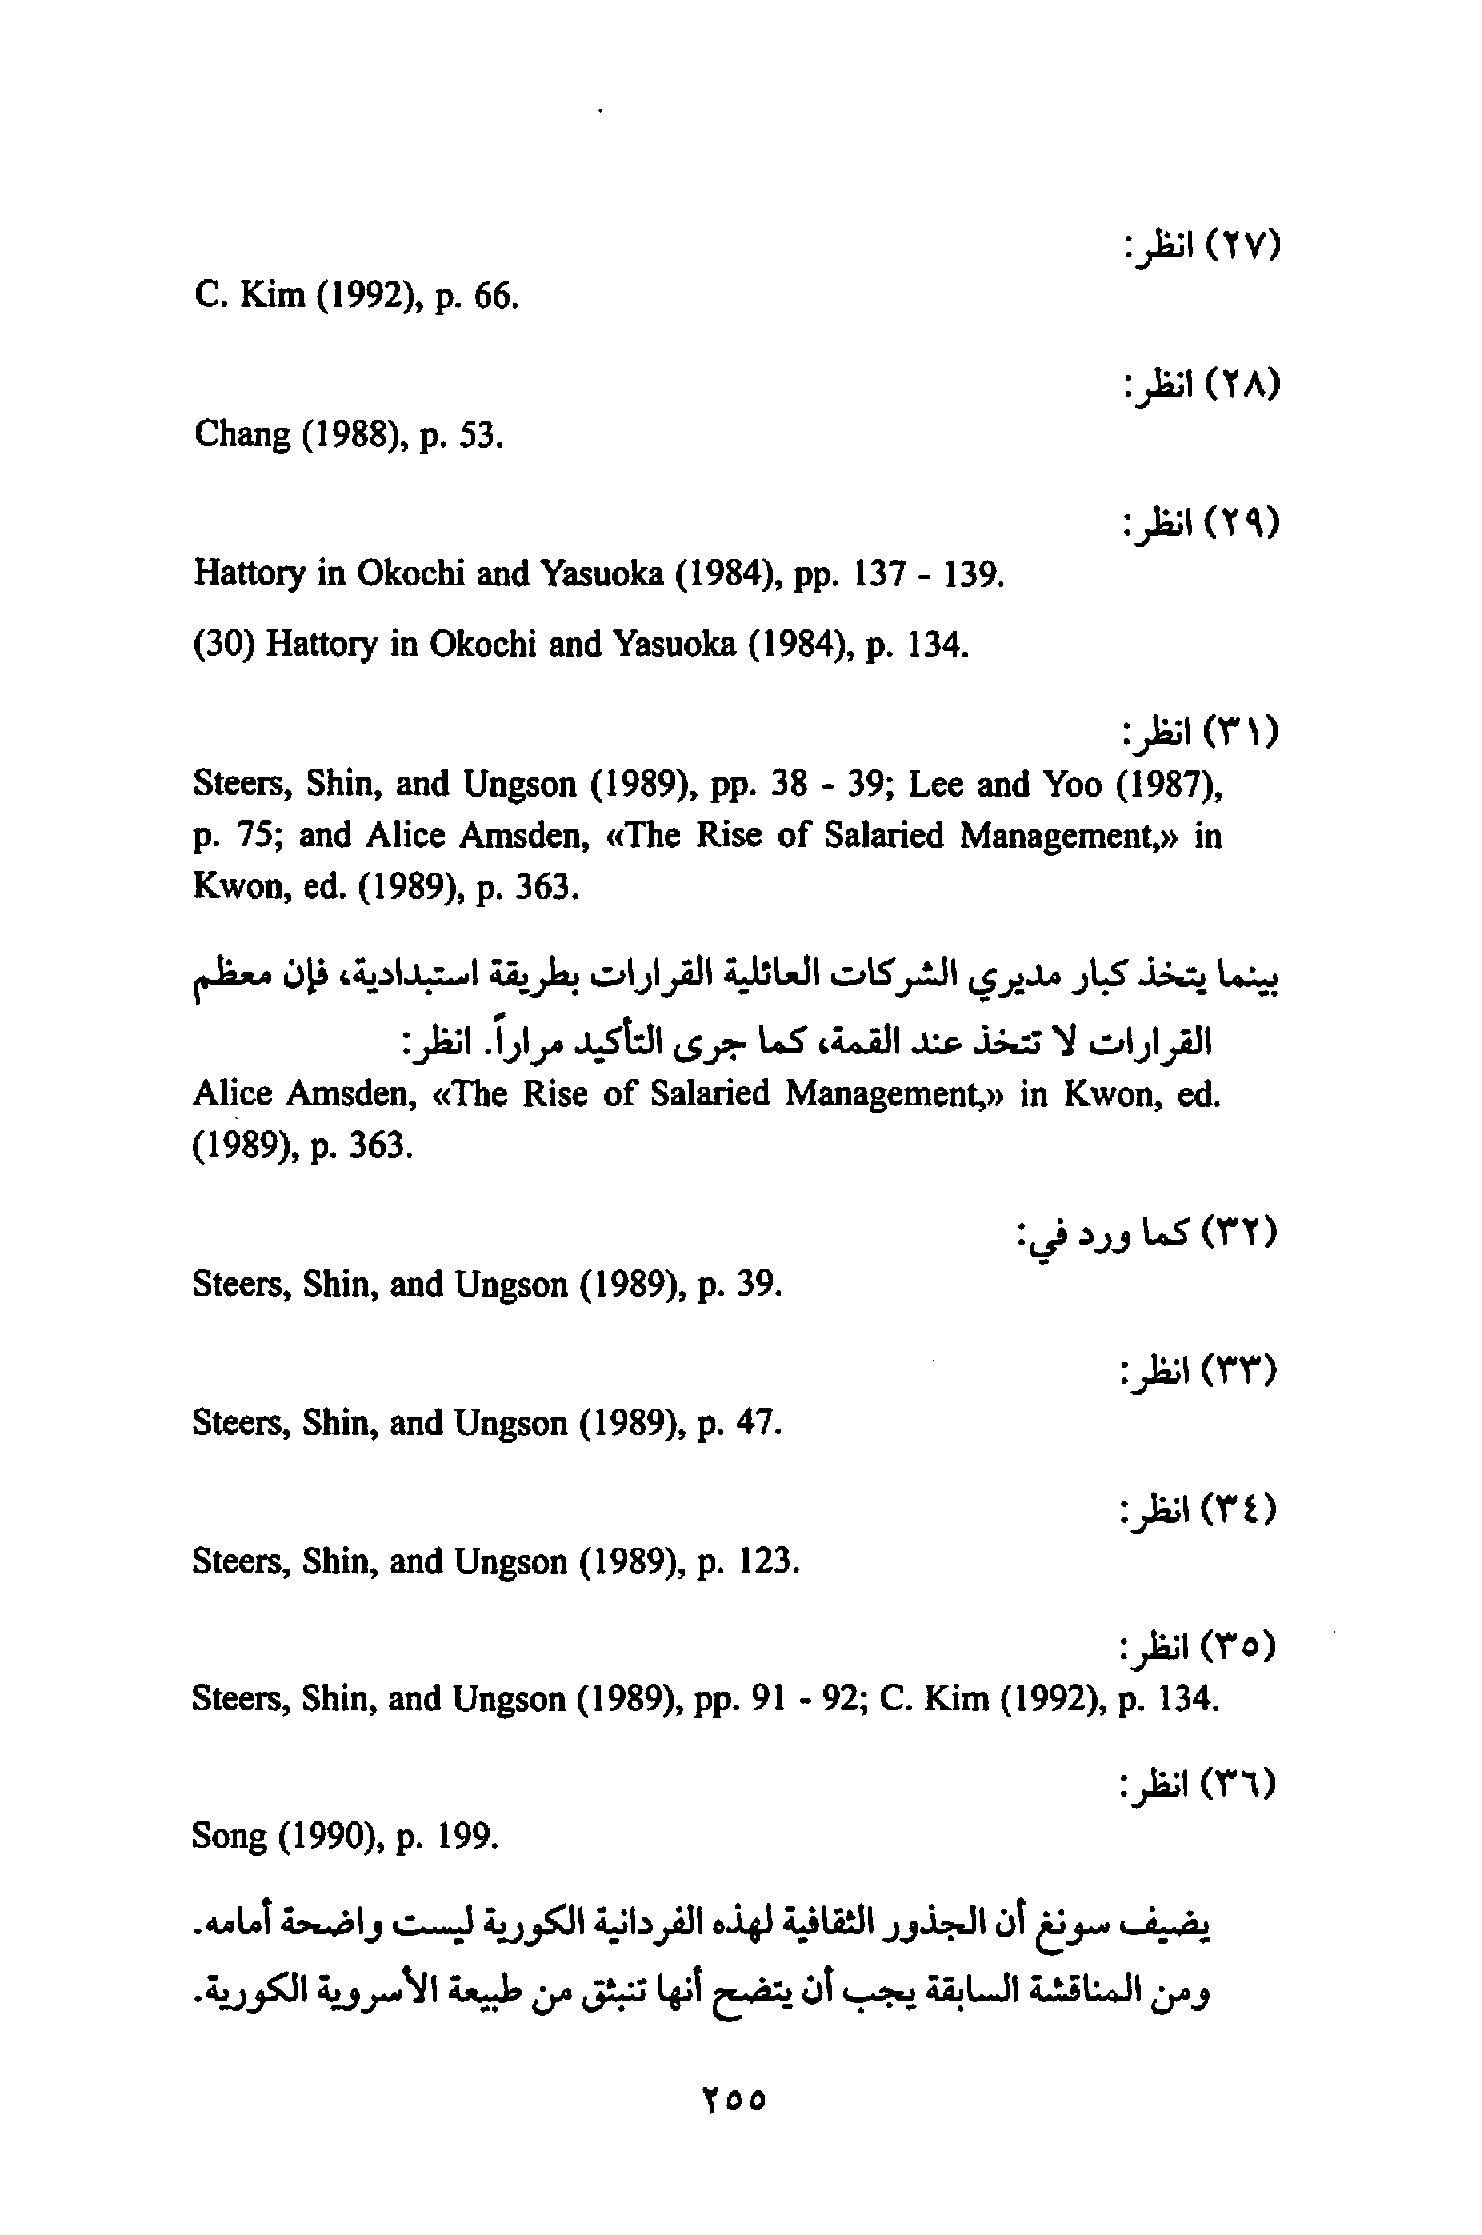 (٢٧) انظر:
C. Kim (1992), p. 66.
(٢٨) انظر:
Chang (1988), p. 53.
(٢٩) انظر:
Hattory in Okochi and Yasuoka (1984), pp. 137 - 139.
(30) Hattory in Okochi and Yasuoka (1984), p. 134.
(٣١) انظر:
Steers, Shin, and Ungson (1989), pp. 38 - 39; Lee and Yoo (1987),
p. 75; and Alice Amsden, «The Rise of Salaried Management,» in
Kwon, ed. (1989), p. 363.
بينما يتخذ كبار مديري الشركات العائلية القرارات بطريقة استبدادية، فإن معظم
القرارات لا تتخذ عند القمة، كما جرى التأكيد مراراً. انظر:
Alice Amsden, «The Rise of Salaried Management,» in Kwon, ed.
(1989), p. 363.
(٣٢) كما ورد في:
Steers, Shin, and Ungson (1989), p. 39.
(٣٣) انظر:
Steers, Shin, and Ungson (1989), p. 47.
(٣٤) انظر:
Steers, Shin, and Ungson (1989), p. 123.
(٣٥) انظر:
Steers, Shin, and Ungson (1989), pp. 91 - 92; C. Kim (1992), p. 134.
(٣٦) انظر:
Song (1990), p. 199.
يضيف سونغ أن الجذور الثقافية لهذه الفردانية الكورية ليست واضحة أمامه.
ومن المناقشة السابقة يجب أن يتضح أنها تنبثق من طبيعة الأسروية الكورية.
٢٥٥